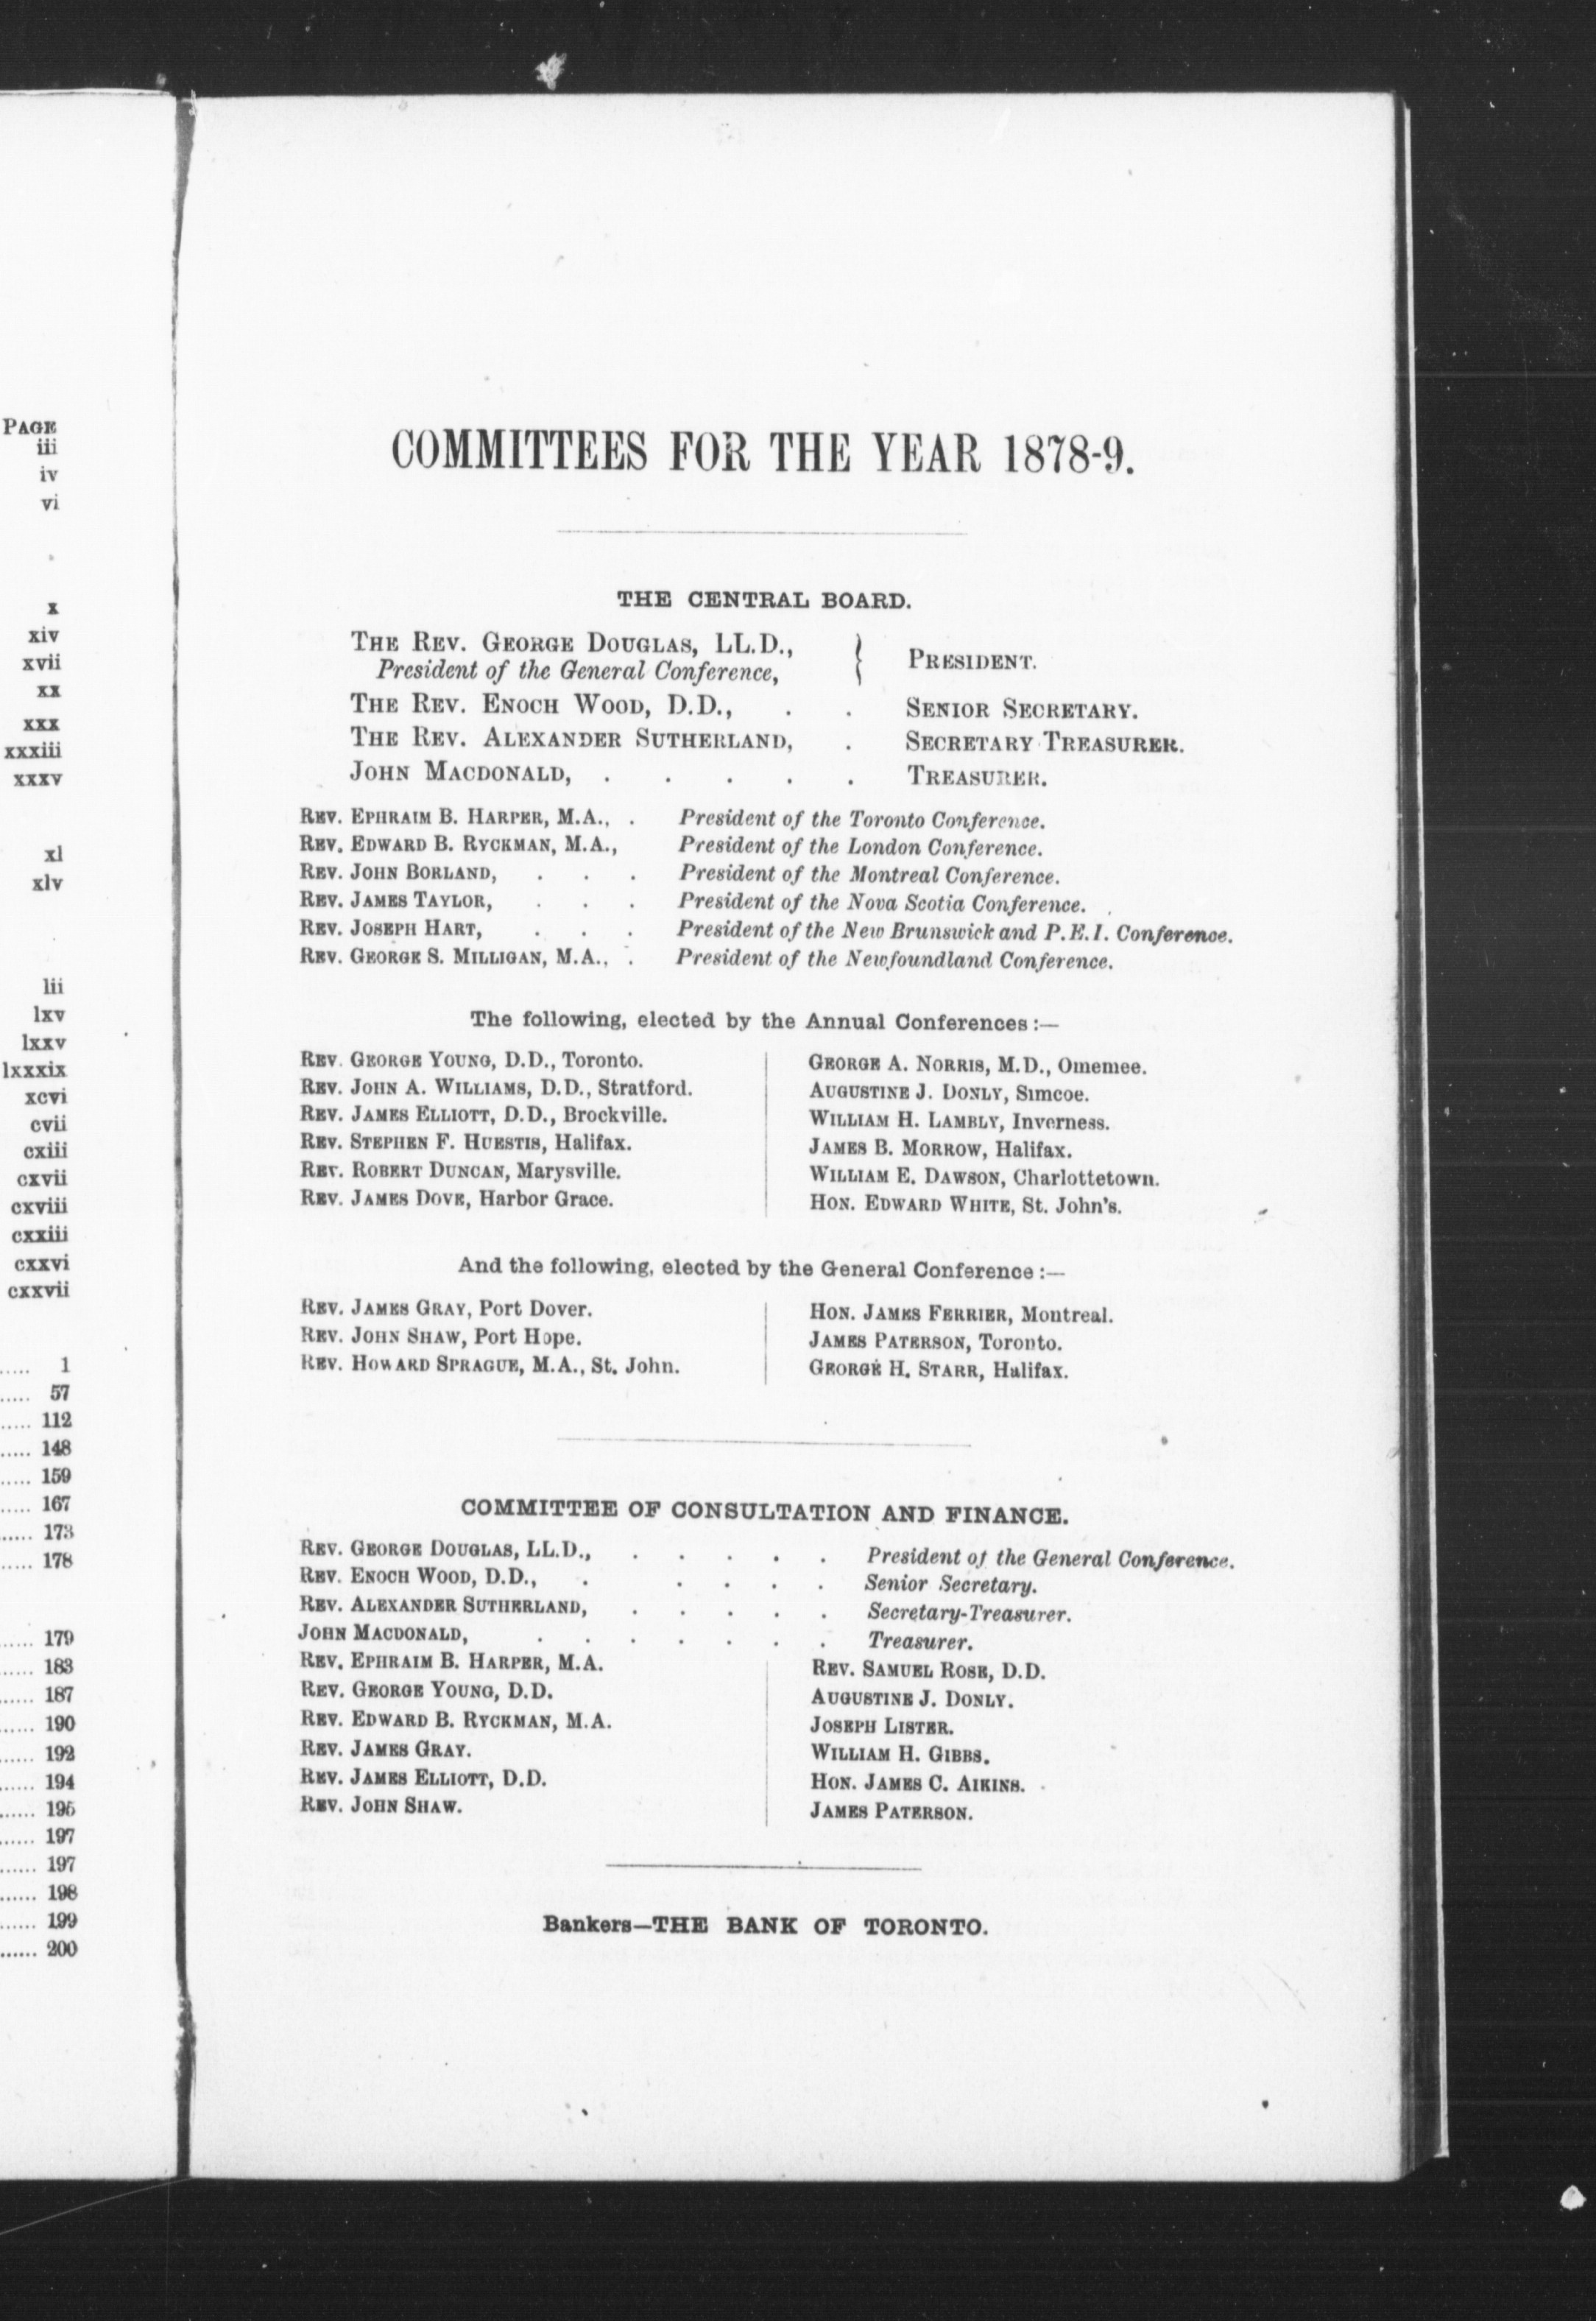 PAGE
iii
iv
vi
x
xiv
xvii
xx
xxx
xxxiii
xxxv
xl
xlv
lii
lxv
lxxv
lxxxix
xcvi
cvii
cxiii
cxvii
cxviii
cxxiii
cxxvi
cxxvii
..... 1
..... 57
..... 112
..... 148
..... 159
..... 167
...... 173
...... 178
...... 179
...... 183
...... 187
...... 190
...... 192
...... 194
...... 195
...... 197
...... 197
...... 198
...... 199
...... 200
COMMITTEES FOR THE YEAR 1878-9.
THE CENTRAL BOARD.
THE REV. GEORGE DOUGLAS, LL.D., } PRESIDENT.
President of the General Conference,
THE REV. ENOCH WOOD, D.D., . . SENIOR SECRETARY.
THE REV. ALEXANDER SUTHERLAND, . SECRETARY TREASURER.
JOHN MACDONALD, . . . . . TREASURER.
REV. EPHRAIM B. HARPER, M.A., . President of the Toronto Conference.
REV. EDWARD B. RYCKMAN, M.A., President of the London Conference.
REV. JOHN BORLAND, . . . President of the Montreal Conference.
REV. JAMES TAYLOR, . . . President of the Nova Scotia Conference.
REV. JOSEPH HART, . . . President of the New Brunswick and P.E.I. Conference.
REV. GEORGE S. MILLIGAN, M.A., . President of the Newfoundland Conference.
The following, elected by the Annual Conferences :—
REV. GEORGE YOUNG, D.D., Toronto.
REV. JOHN A. WILLIAMS, D.D., Stratford.
REV. JAMES ELLIOTT, D.D., Brockville.
REV. STEPHEN F. HUESTIS, Halifax.
REV. ROBERT DUNCAN, Marysville.
REV. JAMES DOVE, Harbor Grace.
GEORGE A. NORRIS, M.D., Omemee.
AUGUSTINE J. DONLY, Simcoe.
WILLIAM H. LAMBLY, Inverness.
JAMES B. MORROW, Halifax.
WILLIAM E. DAWSON, Charlottetown.
HON. EDWARD WHITE, St. John's.
And the following, elected by the General Conference :—
REV. JAMES GRAY, Port Dover.
REV. JOHN SHAW, Port Hope.
REV. HOWARD SPRAGUE, M.A., St. John.
HON. JAMES FERRIER, Montreal.
JAMES PATERSON, Toronto.
GEORGE H. STARR, Halifax.
COMMITTEE OF CONSULTATION AND FINANCE.
REV. GEORGE DOUGLAS, LL.D., . . . . . President of the General Conference.
REV. ENOCH WOOD, D.D., . . . . . Senior Secretary.
REV. ALEXANDER SUTHERLAND, . . . . . Secretary-Treasurer.
JOHN MACDONALD, . . . . . . . Treasurer.
REV. EPHRAIM B. HARPER, M.A.
REV. GEORGE YOUNG, D.D.
REV. EDWARD B. RYCKMAN, M.A.
REV. JAMES GRAY.
REV. JAMES ELLIOTT, D.D.
REV. JOHN SHAW.
REV. SAMUEL ROSE, D.D.
AUGUSTINE J. DONLY.
JOSEPH LISTER.
WILLIAM H. GIBBS.
HON. JAMES C. AIKINS.
JAMES PATERSON.
Bankers—THE BANK OF TORONTO.